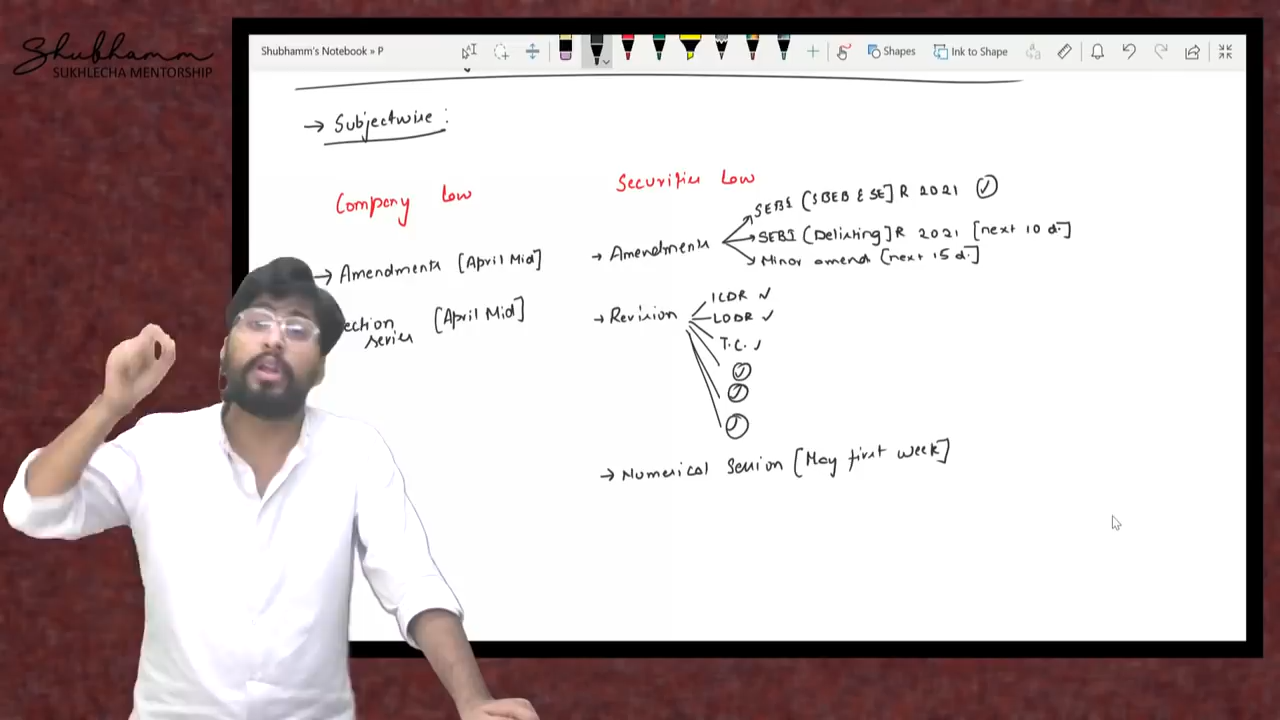 Shubhamm
SUKHLECHA MENTORSHIP
Shubhamm's Notebook » P
Shapes
Ink to Shape
→ Subjectwise :
Company Law
→ Amendments [April Mid]
ection series [April Mid]
Securities Law
→ Amendments
SEBI [SBEB & SE] R 2021
SEBI (Delisting] R 2021 [next 10 d.]
Minor amend [next 15 d.]
→ Revision
ICDR ✓
LODR ✓
T.C. ✓
→ Numerical Session [May first week]